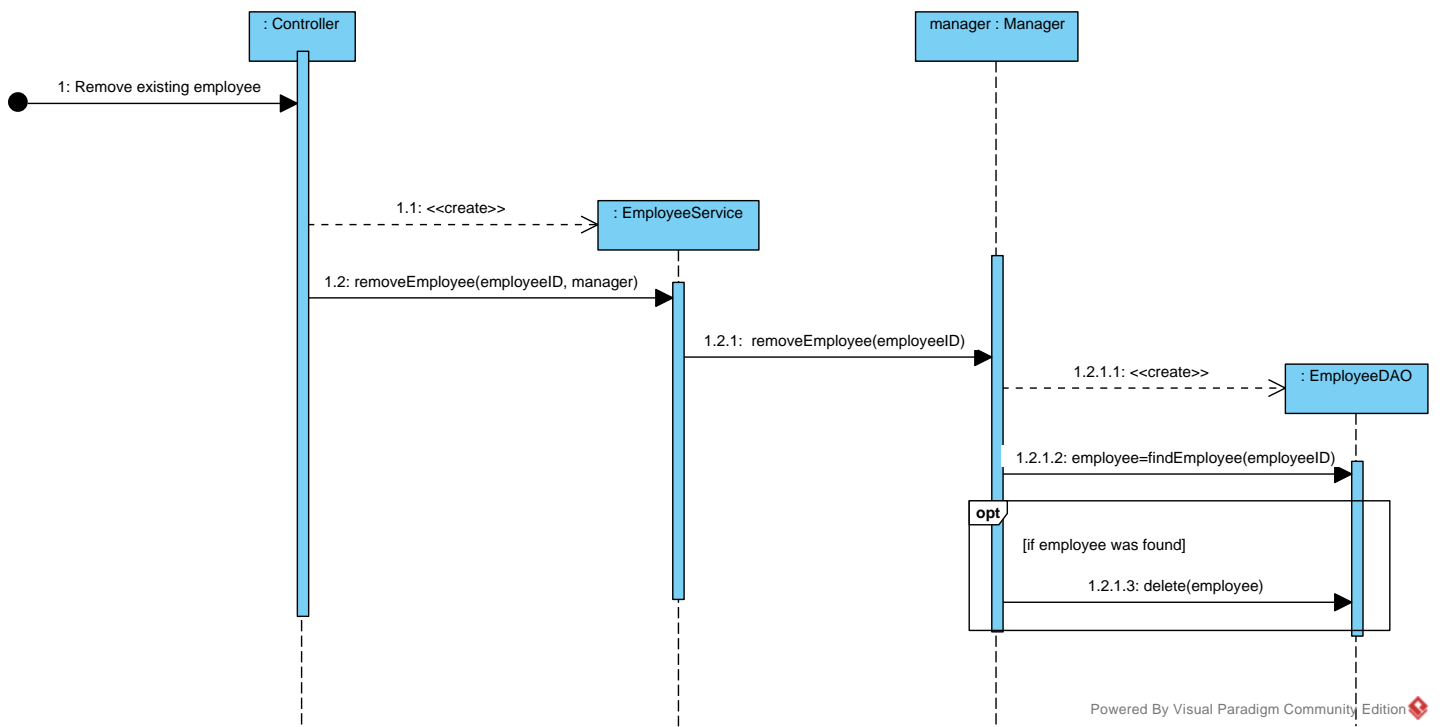 : Controller
manager : Manager
1: Remove existing employee
1.1: <<create>>
: EmployeeService
1.2: removeEmployee(employeeID, manager)
1.2.1:  removeEmployee(employeeID)
1.2.1.1: <<create>>
: EmployeeDAO
1.2.1.2: employee=findEmployee(employeeID)
opt
[if employee was found]
1.2.1.3: delete(employee)
Powered By Visual Paradigm Community Edition